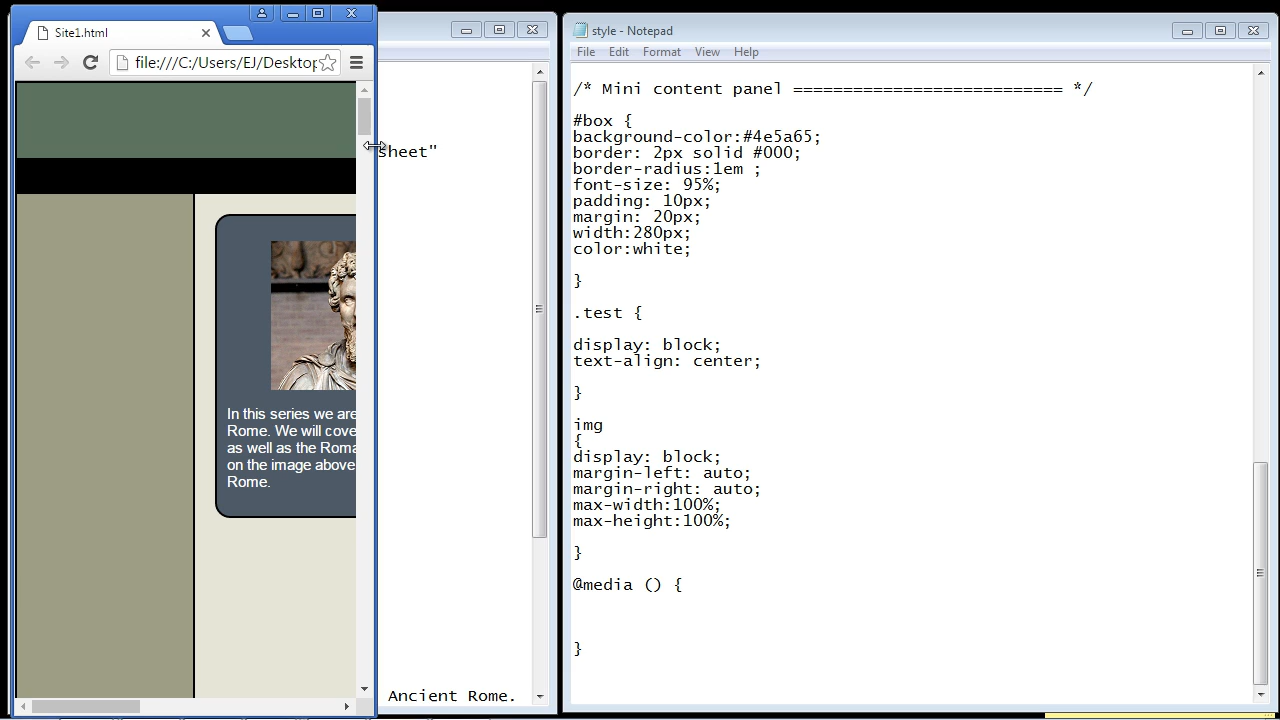 Site1.html
file:///C:/Users/EJ/Desktop
In this series we are
Rome. We will cove
as well as the Roma
on the image above
Rome.
sheet"
Ancient Rome.
style - Notepad
File Edit Format View Help
/* Mini content panel =========================== */
#box {
background-color:#4e5a65;
border: 2px solid #000;
border-radius:1em ;
font-size: 95%;
padding: 10px;
margin: 20px;
width:280px;
color:white;
}
.test {
display: block;
text-align: center;
}
img
{
display: block;
margin-left: auto;
margin-right: auto;
max-width:100%;
max-height:100%;
}
@media () {
}